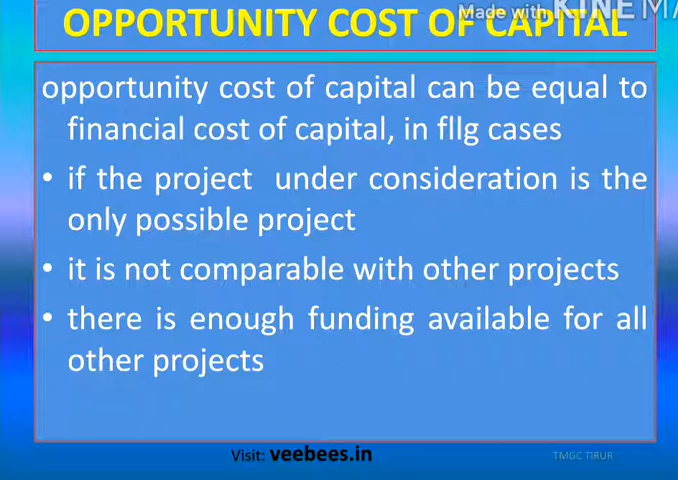 OPPORTUNITY COST OF CAPITAL
Made with KINEMA
opportunity cost of capital can be equal to
financial cost of capital, in fllg cases
• if the project under consideration is the
only possible project
• it is not comparable with other projects
• there is enough funding available for all
other projects
Visit: veebees.in
TMGC TIRUR